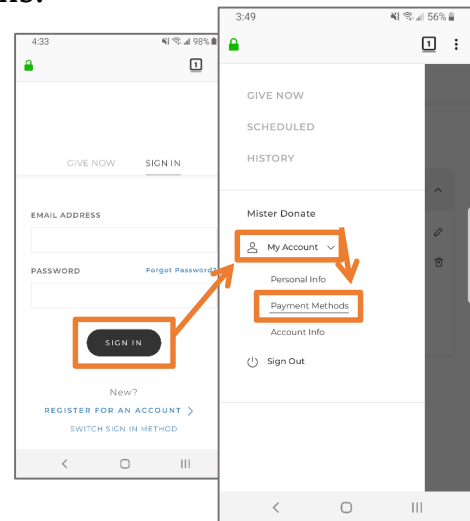 4:33
98%
1
GIVE NOW
SIGN IN
EMAIL ADDRESS
PASSWORD
Forgot Password?
SIGN IN
New?
REGISTER FOR AN ACCOUNT >
SWITCH SIGN IN METHOD
3:49
56%
1
GIVE NOW
SCHEDULED
HISTORY
Mister Donate
My Account
Personal Info
Payment Methods
Account Info
Sign Out